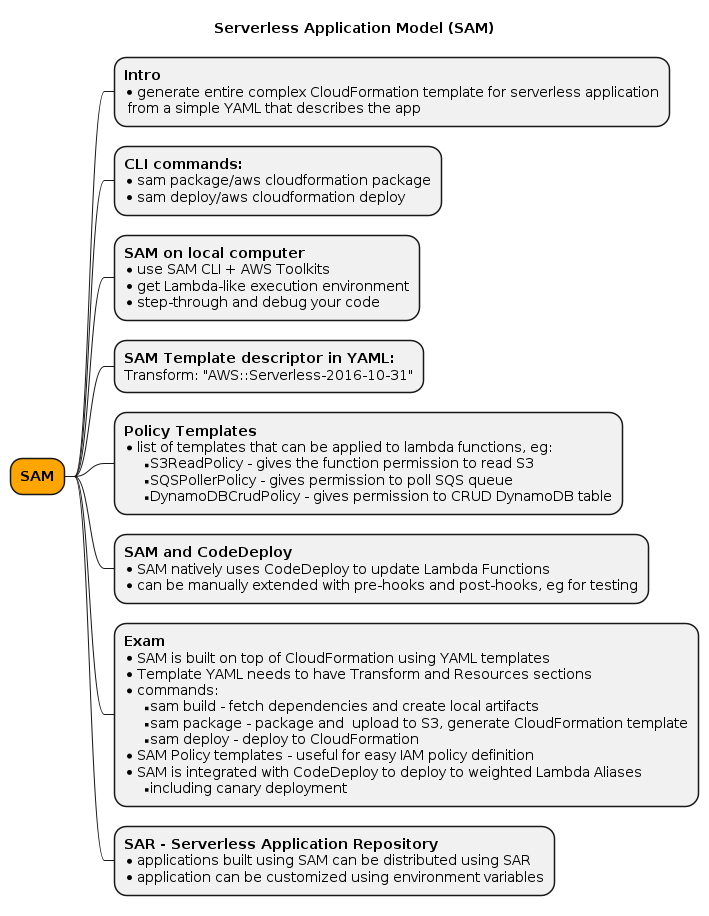 Serverless Application Model (SAM)
Intro
• generate entire complex CloudFormation template for serverless application
from a simple YAML that describes the app
CLI commands:
• sam package/aws cloudformation package
• sam deploy/aws cloudformation deploy
SAM on local computer
• use SAM CLI + AWS Toolkits
• get Lambda-like execution environment
• step-through and debug your code
SAM Template descriptor in YAML:
Transform: "AWS::Serverless-2016-10-31"
SAM
Policy Templates
• list of templates that can be applied to lambda functions, eg:
▪S3ReadPolicy - gives the function permission to read S3
▪SQSPollerPolicy - gives permission to poll SQS queue
▪DynamoDBCrudPolicy - gives permission to CRUD DynamoDB table
SAM and CodeDeploy
• SAM natively uses CodeDeploy to update Lambda Functions
• can be manually extended with pre-hooks and post-hooks, eg for testing
Exam
• SAM is built on top of CloudFormation using YAML templates
• Template YAML needs to have Transform and Resources sections
• commands:
▪sam build - fetch dependencies and create local artifacts
▪sam package - package and  upload to S3, generate CloudFormation template
▪sam deploy - deploy to CloudFormation
• SAM Policy templates - useful for easy IAM policy definition
• SAM is integrated with CodeDeploy to deploy to weighted Lambda Aliases
▪including canary deployment
SAR - Serverless Application Repository
• applications built using SAM can be distributed using SAR
• application can be customized using environment variables